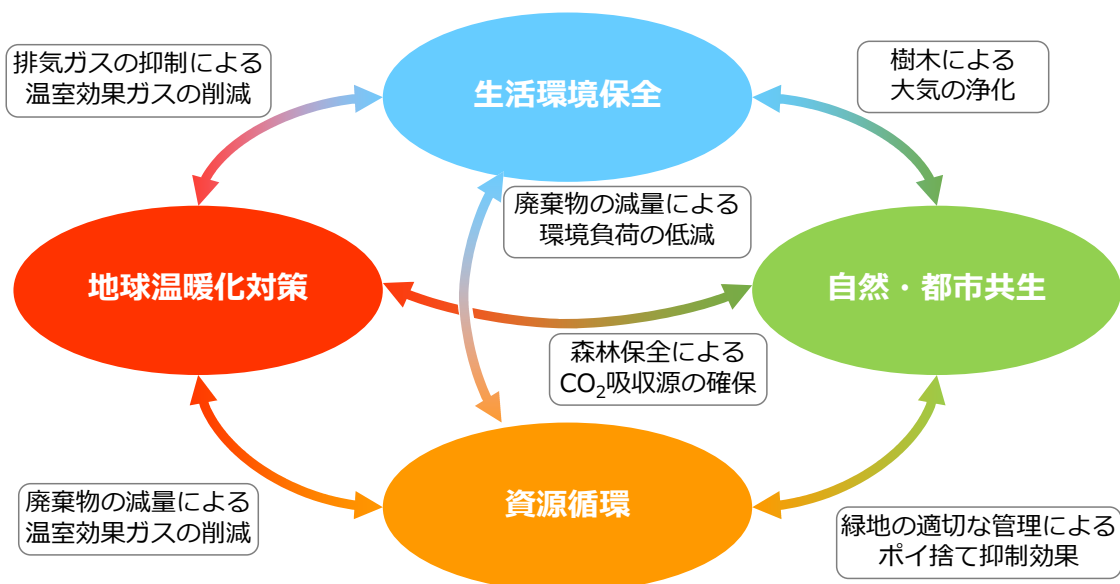 排気ガスの抑制による
温室効果ガスの削減
生活環境保全
樹木による
大気の浄化
廃棄物の減量による
環境負荷の低減
地球温暖化対策
自然・都市共生
森林保全による
CO₂吸収源の確保
廃棄物の減量による
温室効果ガスの削減
資源循環
緑地の適切な管理による
ポイ捨て抑制効果